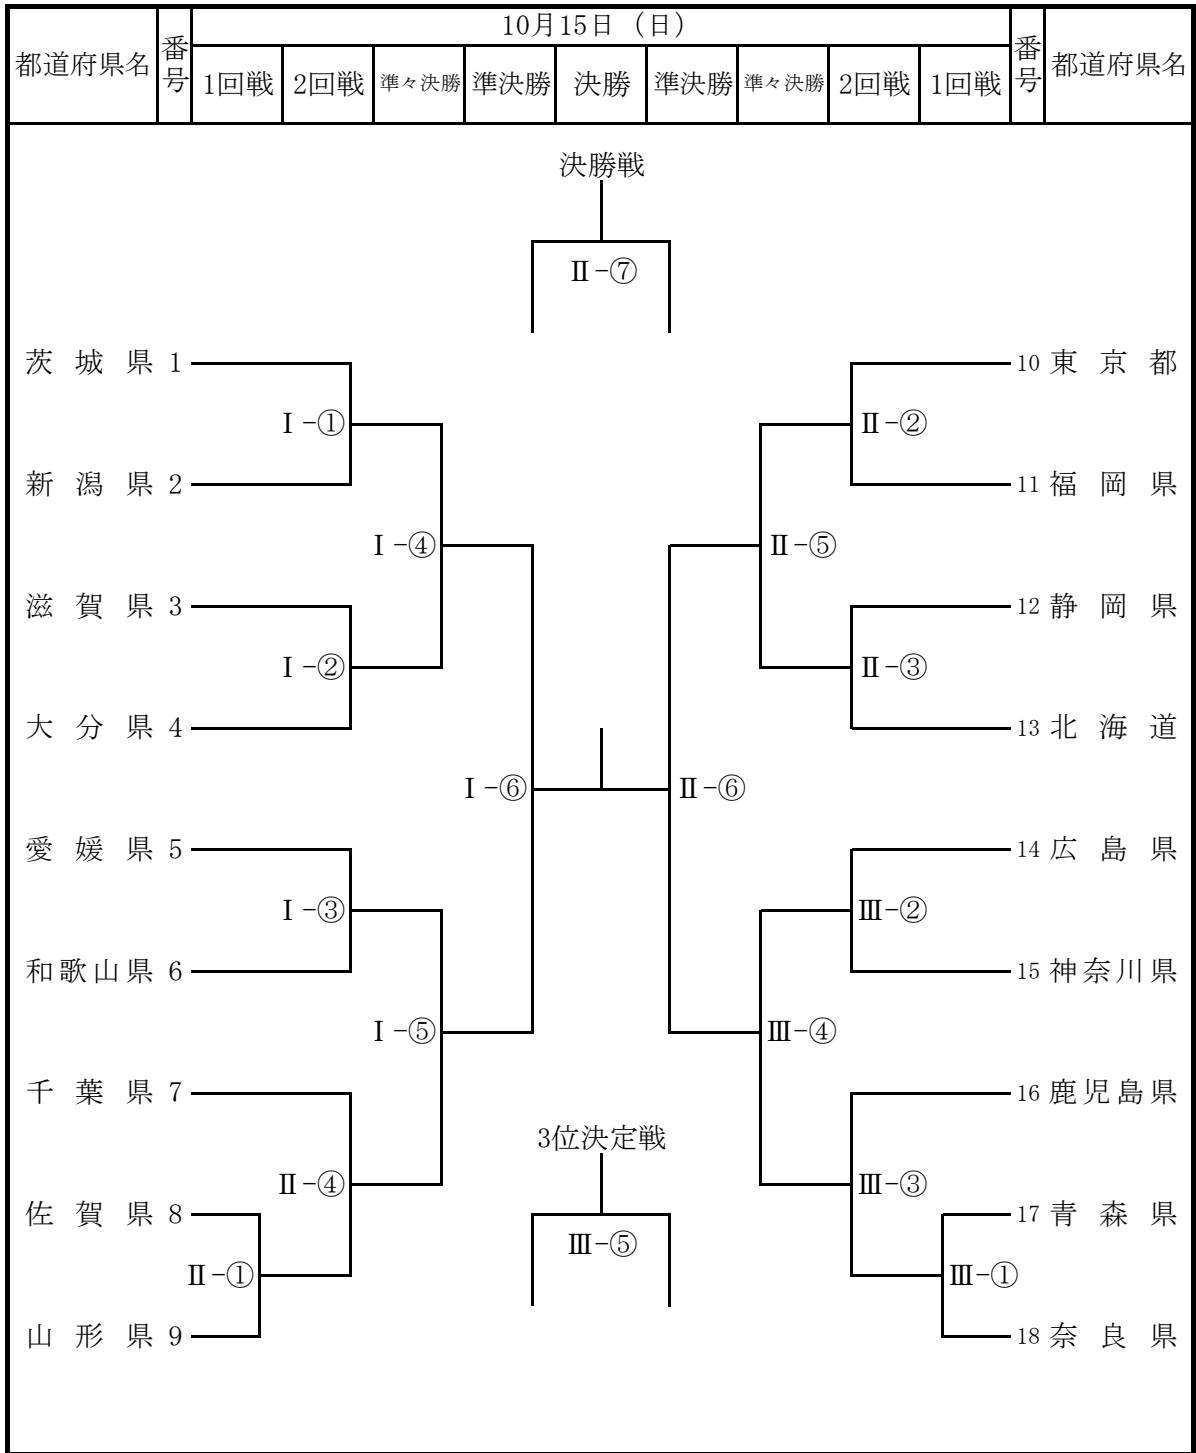 10月15日（日）
都道府県名 番号 1回戦 2回戦 準々決勝 準決勝 決勝 準決勝 準々決勝 2回戦 1回戦 番号 都道府県名
決勝戦
Ⅱ-⑦
茨城県 1 10 東京都
Ⅰ-① Ⅱ-②
新潟県 2 11 福岡県
Ⅰ-④ Ⅱ-⑤
滋賀県 3 12 静岡県
Ⅰ-② Ⅱ-③
大分県 4 13 北海道
Ⅰ-⑥ Ⅱ-⑥
愛媛県 5 14 広島県
Ⅰ-③ Ⅲ-②
和歌山県 6 15 神奈川県
Ⅰ-⑤ Ⅲ-④
千葉県 7 16 鹿児島県
3位決定戦
Ⅱ-④ Ⅲ-③
佐賀県 8 17 青森県
Ⅲ-⑤
Ⅱ-① Ⅲ-①
山形県 9 18 奈良県